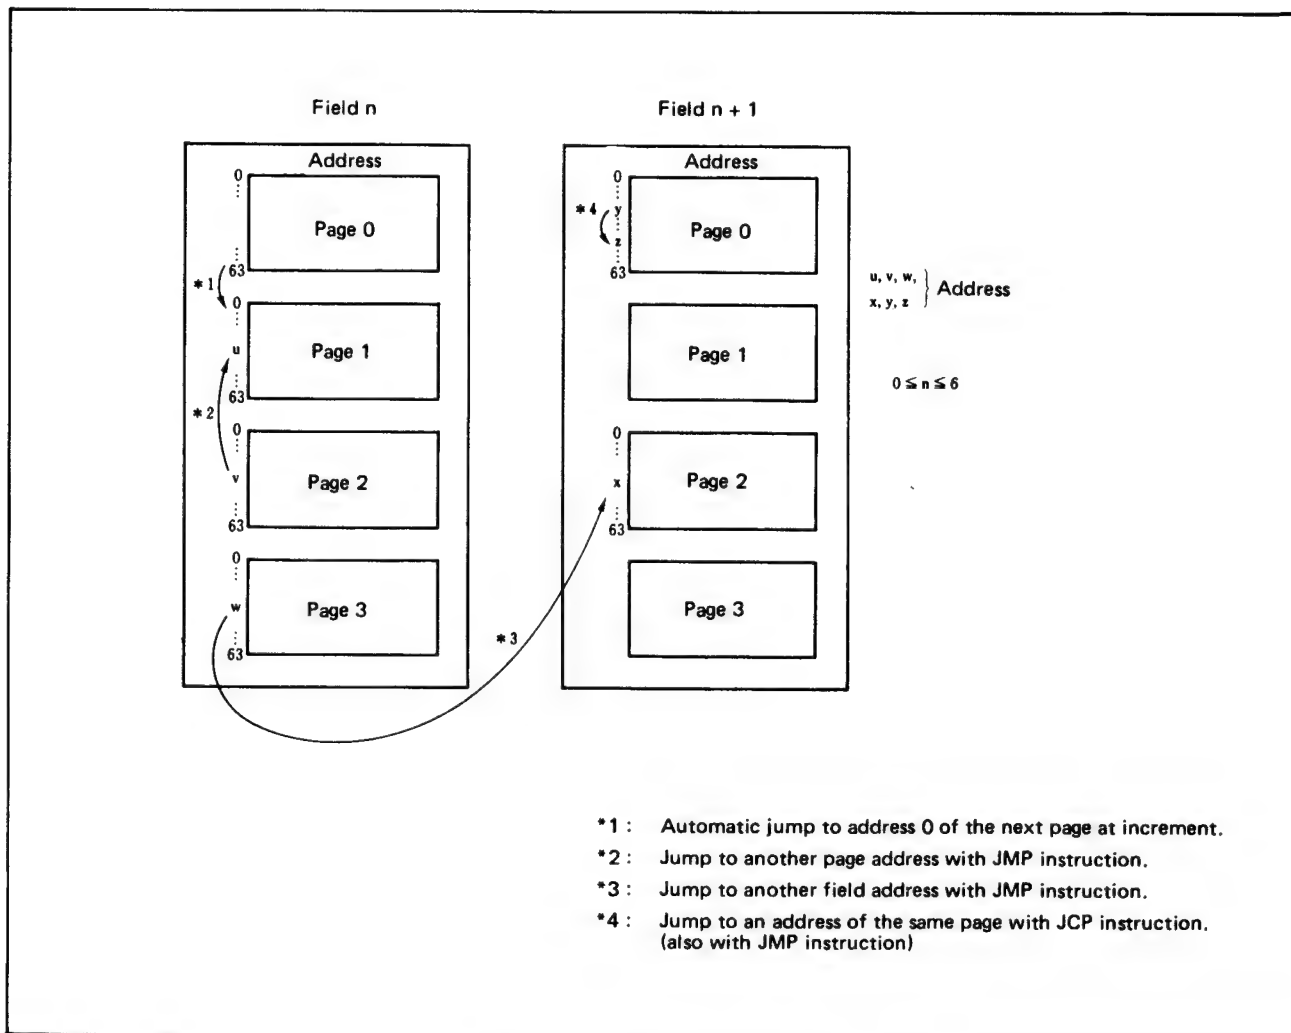 Field n
Address
0
Page 0
63
*1
0
u
Page 1
63
*2
0
v
Page 2
63
0
w
Page 3
63
*3
Field n + 1
Address
0
*4 y
z
Page 0
63
Page 1
0
x
Page 2
63
Page 3
u, v, w,
x, y, z } Address
0 ≦ n ≦ 6
*1 : Automatic jump to address 0 of the next page at increment.
*2 : Jump to another page address with JMP instruction.
*3 : Jump to another field address with JMP instruction.
*4 : Jump to an address of the same page with JCP instruction.
(also with JMP instruction)